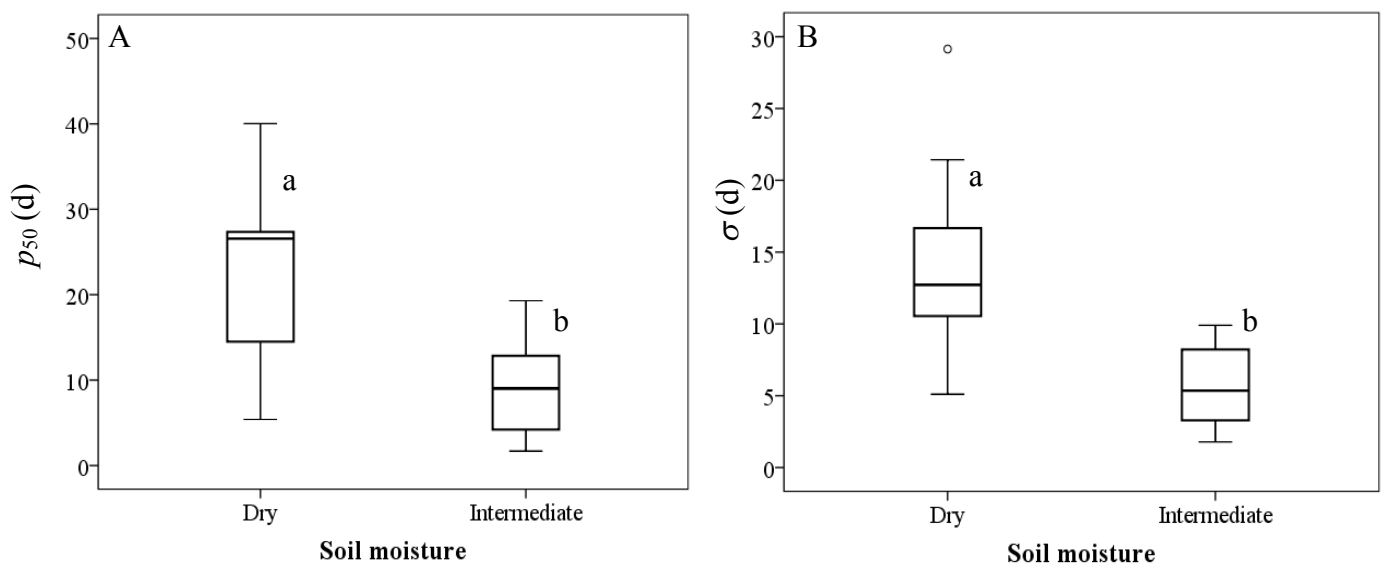 A
50
40
30
20
10
0
p50 (d)
a
b
Dry Intermediate
Soil moisture
B
30
25
20
15
10
5
0
σ (d)
a
b
Dry Intermediate
Soil moisture